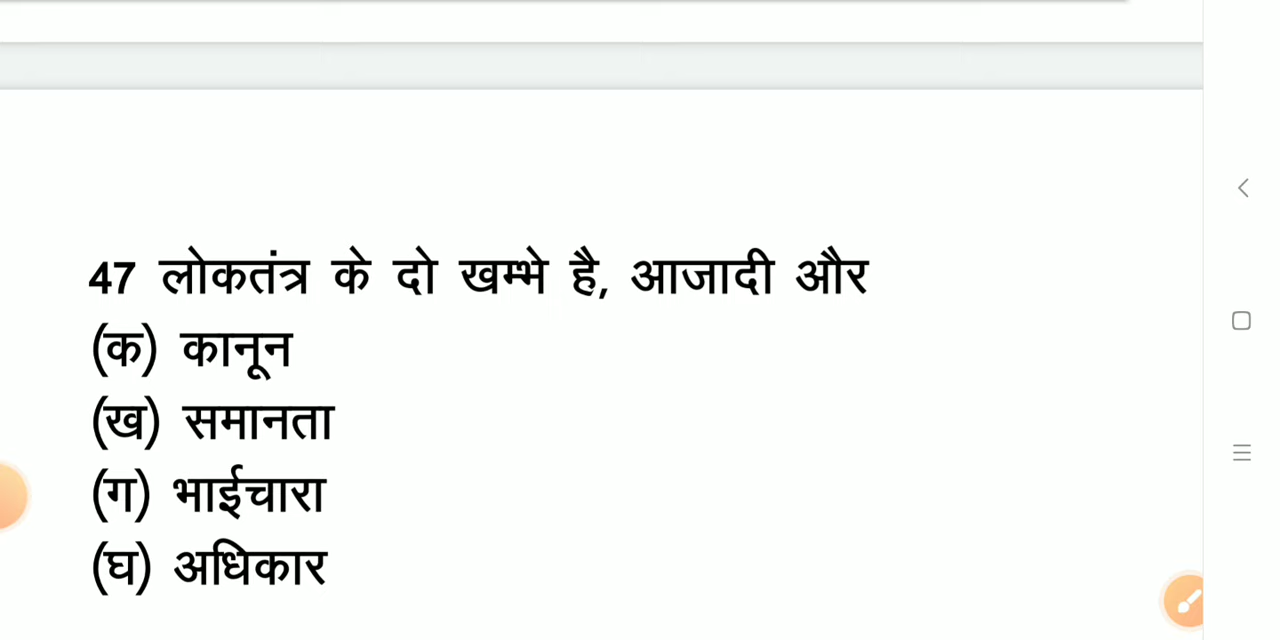 47 लोकतंत्र के दो खम्भे है, आजादी और
(क) कानून
(ख) समानता
(ग) भाईचारा
(घ) अधिकार